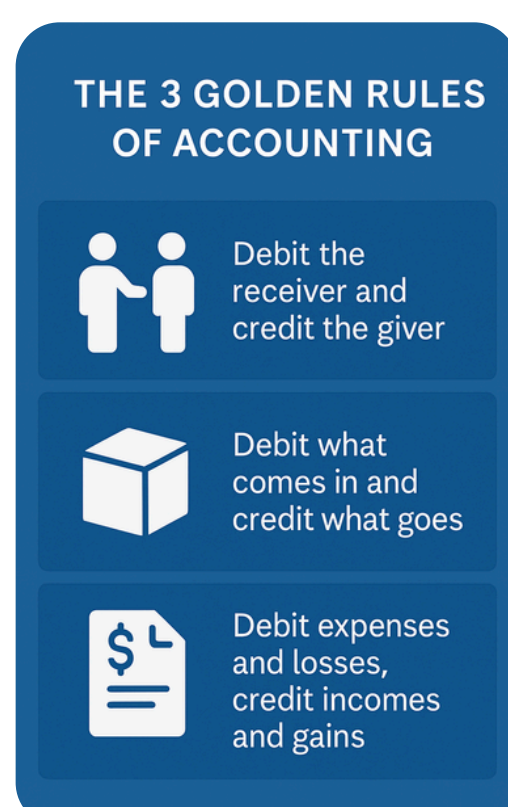 THE 3 GOLDEN RULES
OF ACCOUNTING
Debit the
receiver and
credit the giver
Debit what
comes in and
credit what goes
$
Debit expenses
and losses,
credit incomes
and gains